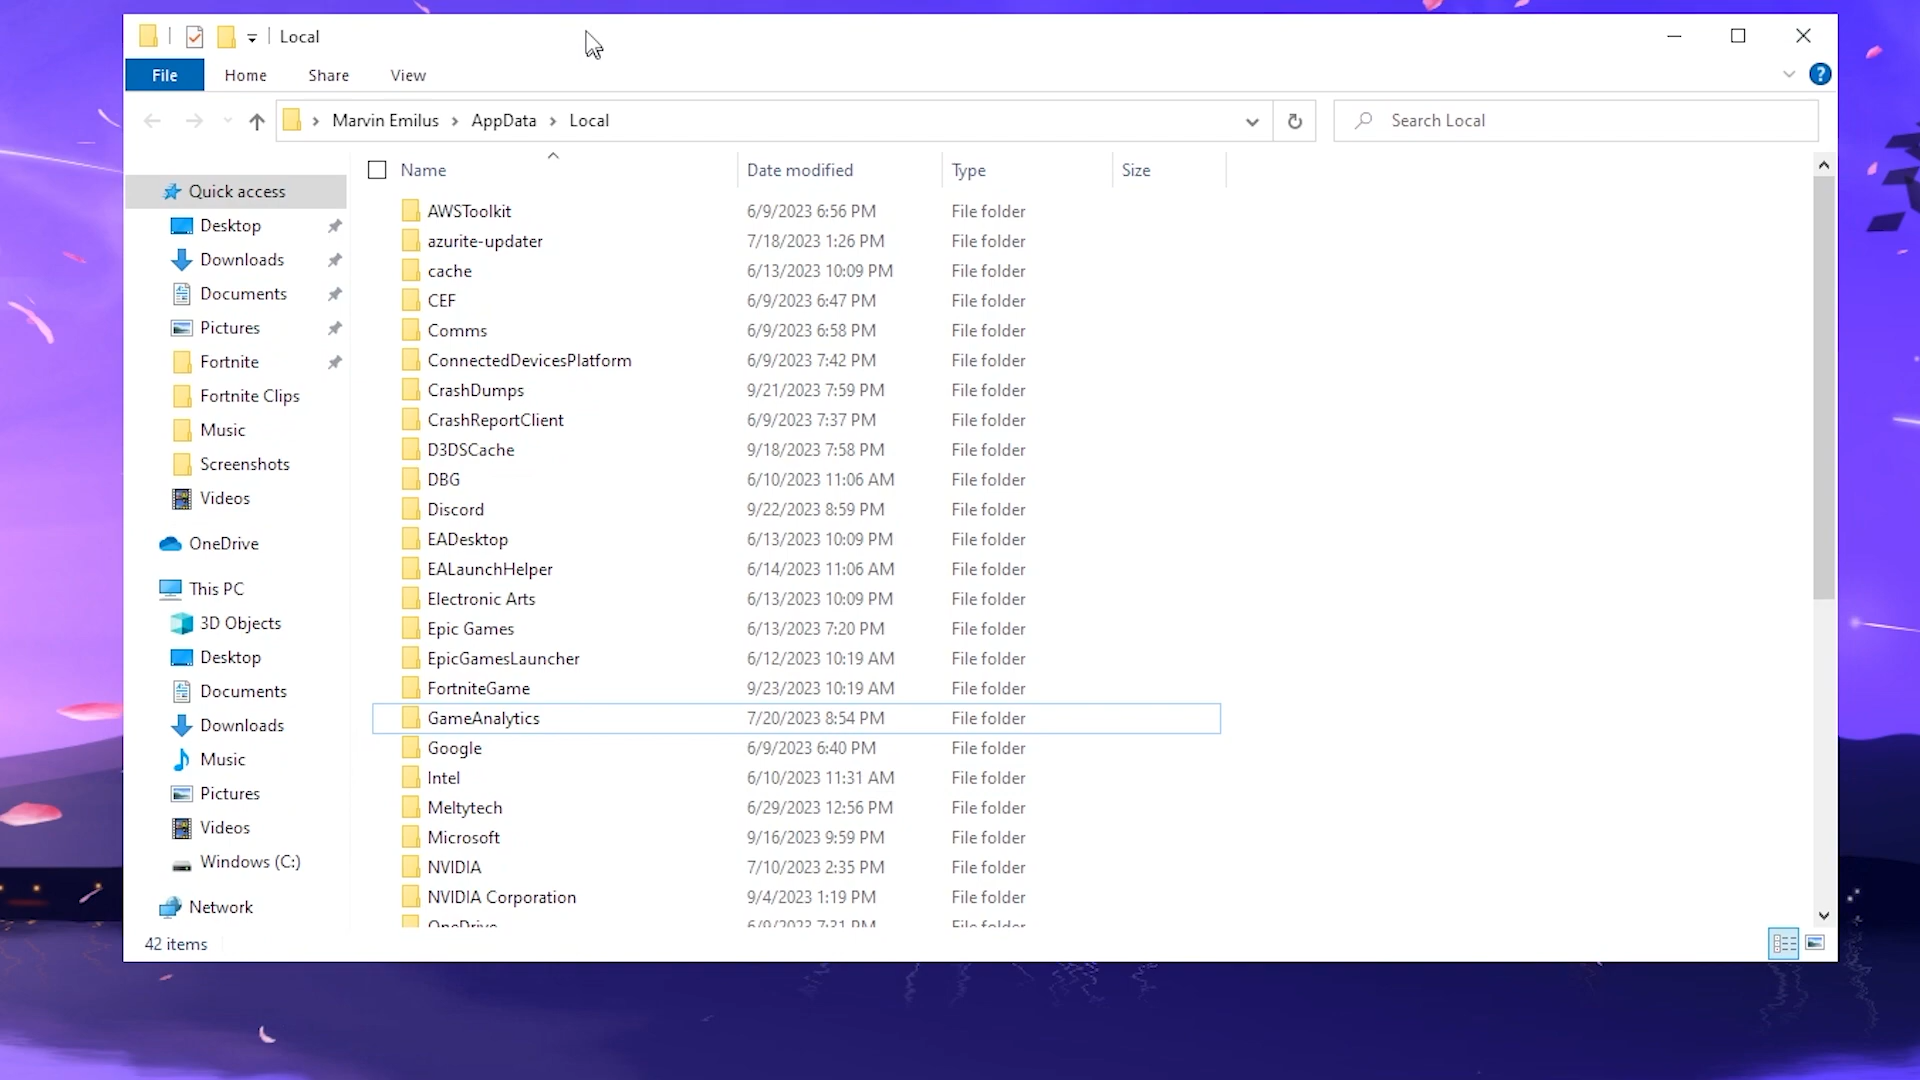 Local
File Home Share View
Marvin Emilus AppData Local Search Local
Name Date modified Type Size
Quick access
Desktop
Downloads
Documents
Pictures
Fortnite
Fortnite Clips
Music
Screenshots
Videos
OneDrive
This PC
3D Objects
Desktop
Documents
Downloads
Music
Pictures
Videos
Windows (C:)
Network
AWSToolkit 6/9/2023 6:56 PM File folder
azurite-updater 7/18/2023 1:26 PM File folder
cache 6/13/2023 10:09 PM File folder
CEF 6/9/2023 6:47 PM File folder
Comms 6/9/2023 6:58 PM File folder
ConnectedDevicesPlatform 6/9/2023 7:42 PM File folder
CrashDumps 9/21/2023 7:59 PM File folder
CrashReportClient 6/9/2023 7:37 PM File folder
D3DSCache 9/18/2023 7:58 PM File folder
DBG 6/10/2023 11:06 AM File folder
Discord 9/22/2023 8:59 PM File folder
EADesktop 6/13/2023 10:09 PM File folder
EALaunchHelper 6/14/2023 11:06 AM File folder
Electronic Arts 6/13/2023 10:09 PM File folder
Epic Games 6/13/2023 7:20 PM File folder
EpicGamesLauncher 6/12/2023 10:19 AM File folder
FortniteGame 9/23/2023 10:19 AM File folder
GameAnalytics 7/20/2023 8:54 PM File folder
Google 6/9/2023 6:40 PM File folder
Intel 6/10/2023 11:31 AM File folder
Meltytech 6/29/2023 12:56 PM File folder
Microsoft 9/16/2023 9:59 PM File folder
NVIDIA 7/10/2023 2:35 PM File folder
NVIDIA Corporation 9/4/2023 1:19 PM File folder
OneDrive 6/9/2023 7:31 PM File folder
42 items